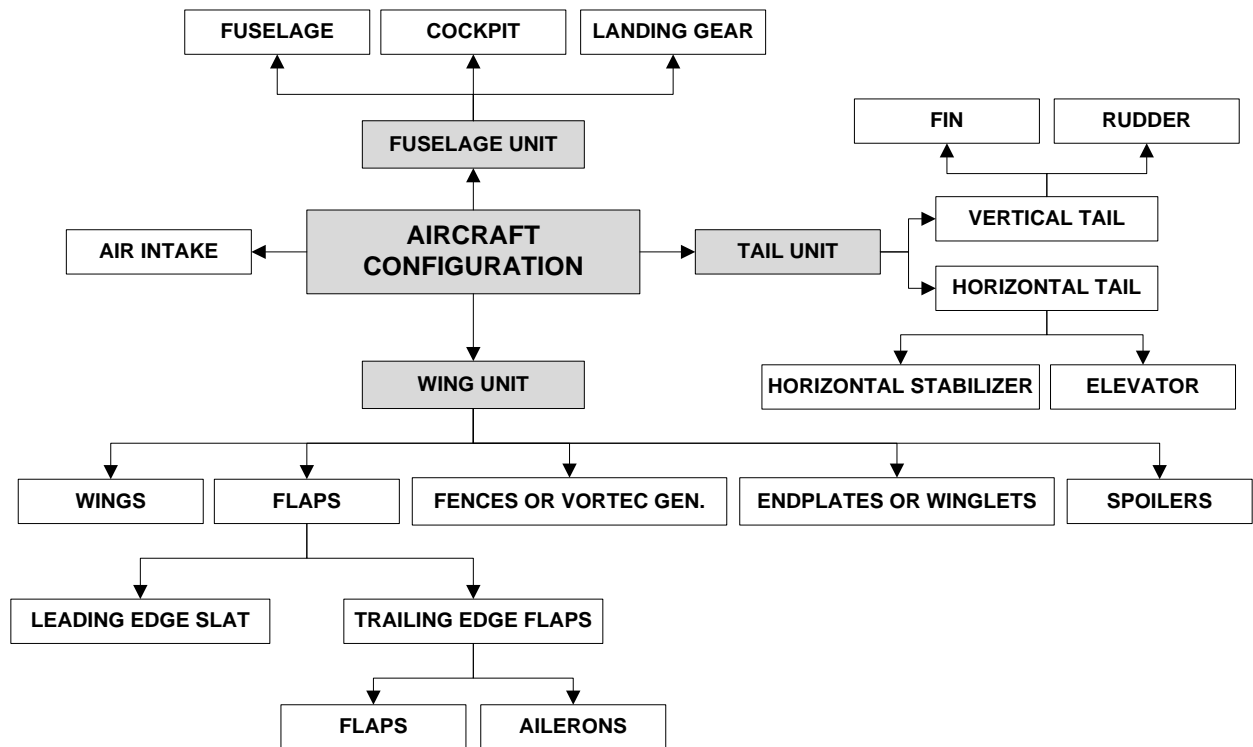 FUSELAGE
COCKPIT
LANDING GEAR
FIN
RUDDER
FUSELAGE UNIT
VERTICAL TAIL
AIR INTAKE
AIRCRAFT
CONFIGURATION
TAIL UNIT
HORIZONTAL TAIL
WING UNIT
HORIZONTAL STABILIZER
ELEVATOR
WINGS
FLAPS
FENCES OR VORTEC GEN.
ENDPLATES OR WINGLETS
SPOILERS
LEADING EDGE SLAT
TRAILING EDGE FLAPS
FLAPS
AILERONS